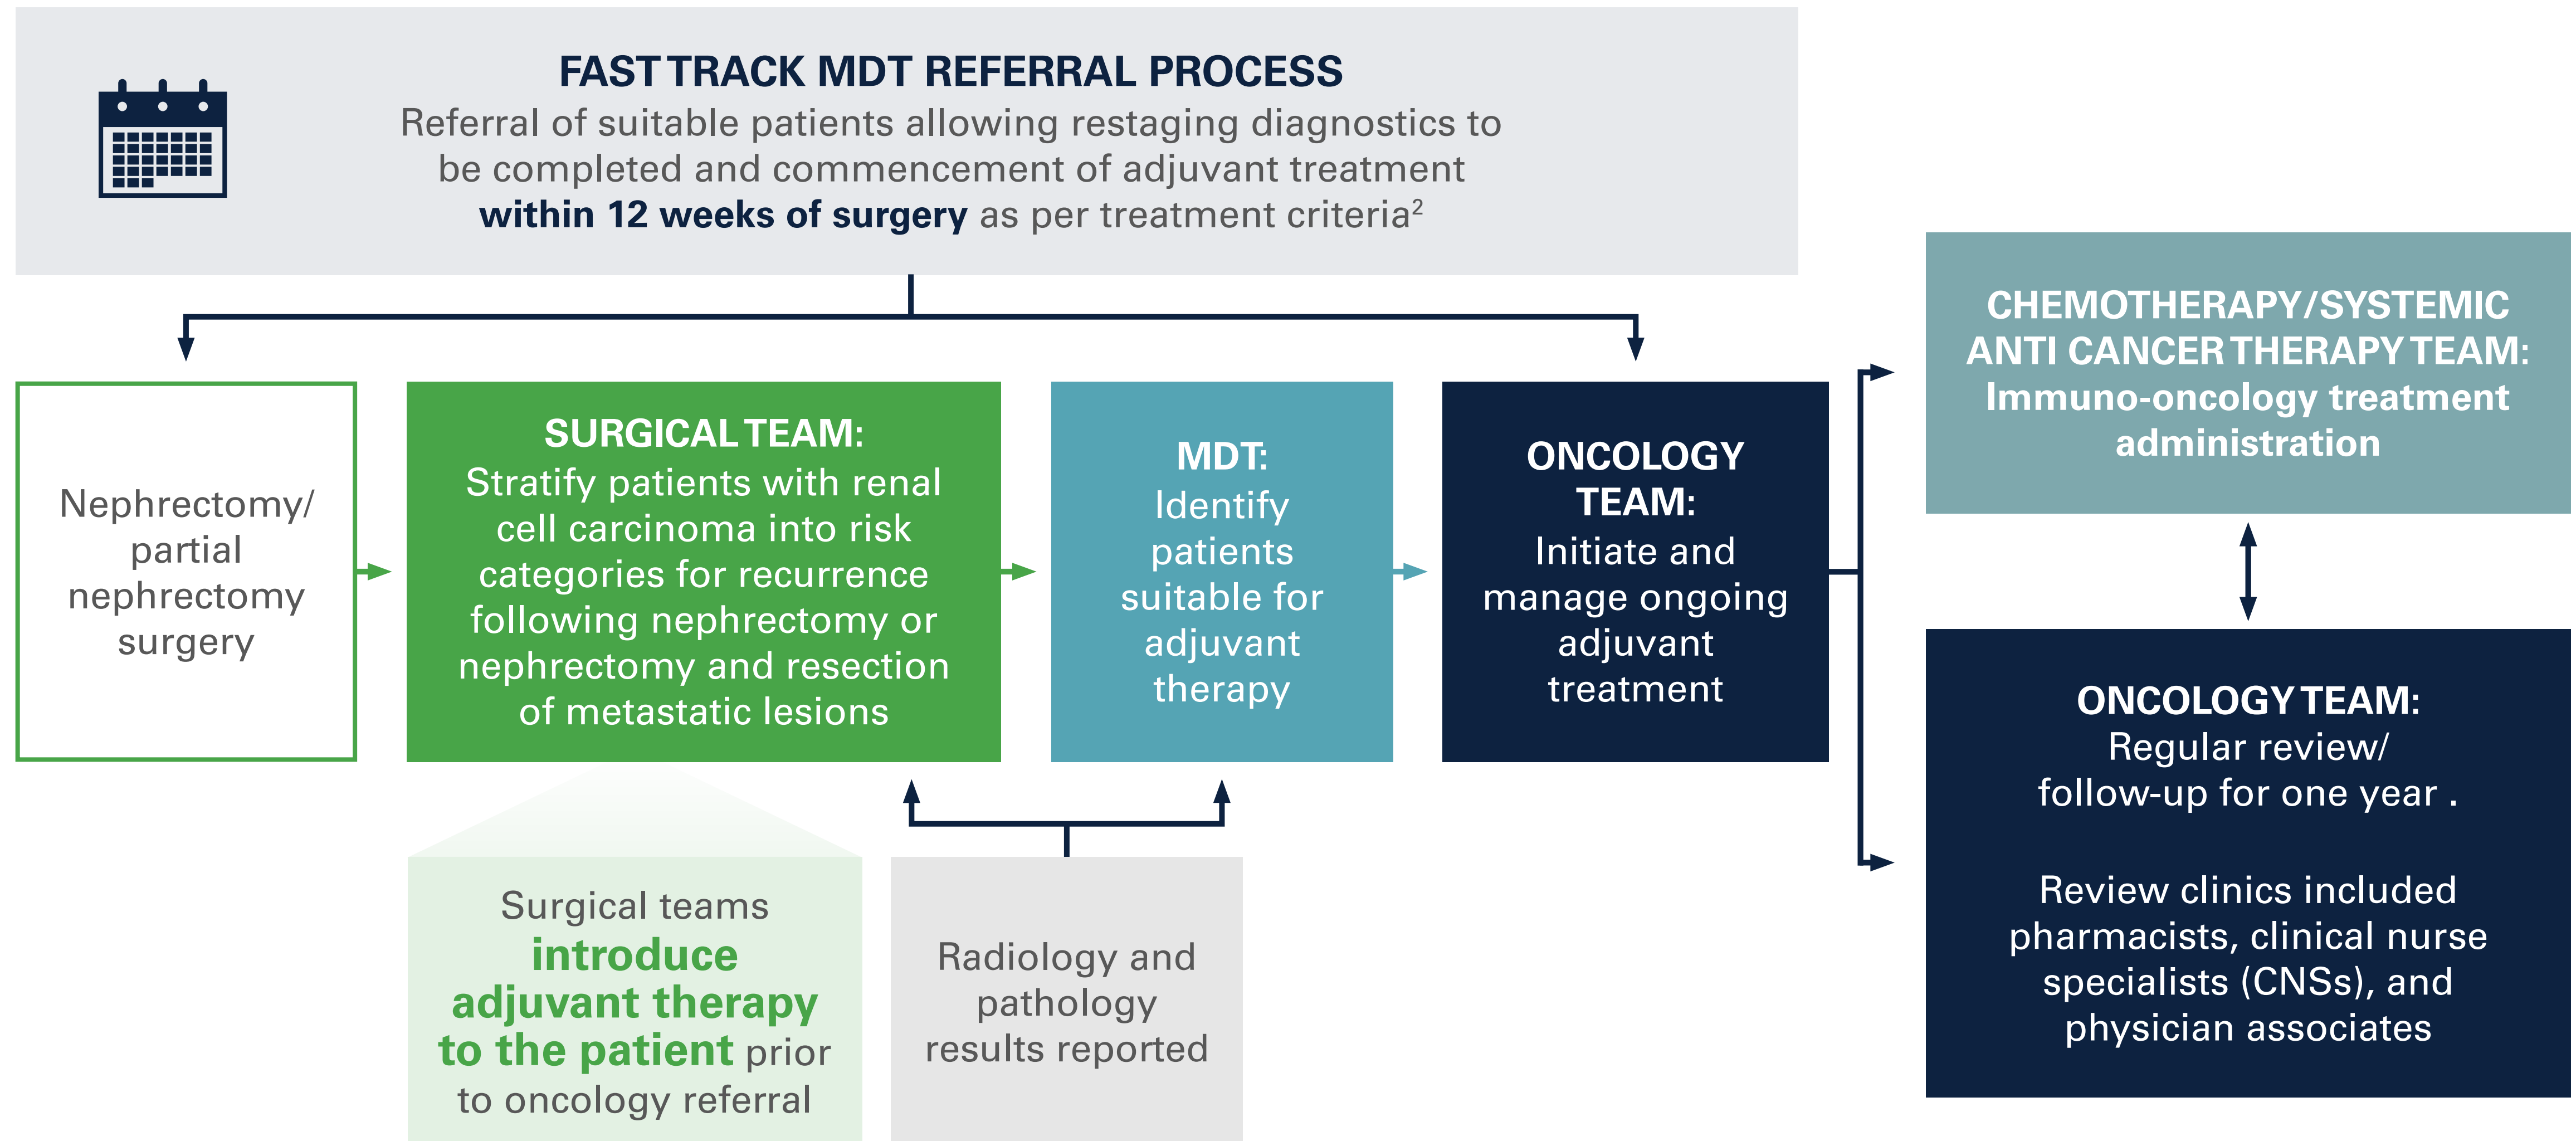 FAST TRACK MDT REFERRAL PROCESS
Referral of suitable patients allowing restaging diagnostics to
be completed and commencement of adjuvant treatment
within 12 weeks of surgery as per treatment criteria²
Nephrectomy/
partial
nephrectomy
surgery
SURGICAL TEAM:
Stratify patients with renal
cell carcinoma into risk
categories for recurrence
following nephrectomy or
nephrectomy and resection
of metastatic lesions
MDT:
Identify
patients
suitable for
adjuvant
therapy
ONCOLOGY
TEAM:
Initiate and
manage ongoing
adjuvant
treatment
CHEMOTHERAPY/SYSTEMIC
ANTI CANCER THERAPY TEAM:
Immuno-oncology treatment
administration
ONCOLOGY TEAM:
Regular review/
follow-up for one year .
Review clinics included
pharmacists, clinical nurse
specialists (CNSs), and
physician associates
Surgical teams
introduce
adjuvant therapy
to the patient prior
to oncology referral
Radiology and
pathology
results reported